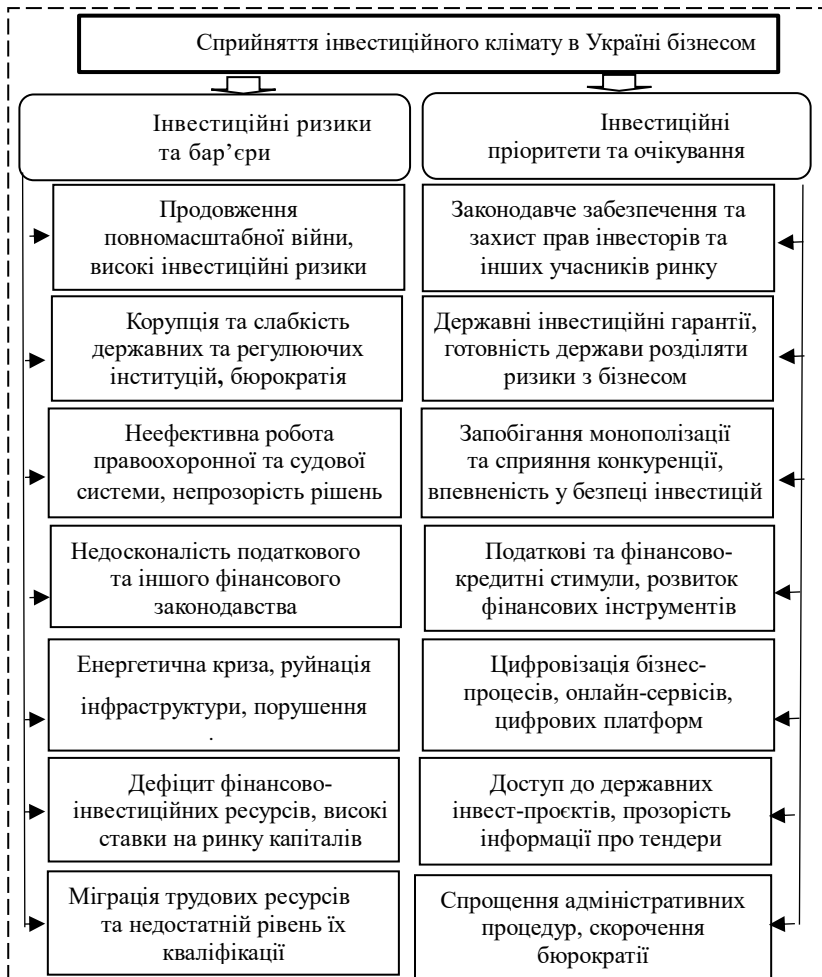 Сприйняття інвестиційного клімату в Україні бізнесом
Інвестиційні ризики
та бар’єри
Продовження
повномасштабної війни,
високі інвестиційні ризики
Корупція та слабкість
державних та регулюючих
інституцій, бюрократія
Неефективна робота
правоохоронної та судової
системи, непрозорість рішень
Недосконалість податкового
та іншого фінансового
законодавства
Енергетична криза, руйнація
інфраструктури, порушення
.
Дефіцит фінансово-
інвестиційних ресурсів, високі
ставки на ринку капіталів
Міграція трудових ресурсів
та недостатній рівень їх
кваліфікації
Інвестиційні
пріоритети та очікування
Законодавче забезпечення та
захист прав інвесторів та
інших учасників ринку
Державні інвестиційні гарантії,
готовність держави розділяти
ризики з бізнесом
Запобігання монополізації
та сприяння конкуренції,
впевненість у безпеці інвестицій
Податкові та фінансово-
кредитні стимули, розвиток
фінансових інструментів
Цифровізація бізнес-
процесів, онлайн-сервісів,
цифрових платформ
Доступ до державних
інвест-проєктів, прозорість
інформації про тендери
Спрощення адміністративних
процедур, скорочення
бюрократії